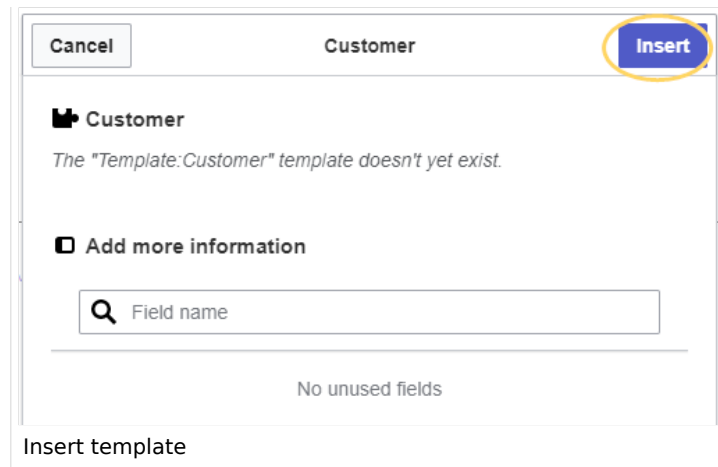 Cancel Customer Insert
Customer
The "Template:Customer" template doesn't yet exist.
Add more information
Field name
No unused fields
Insert template